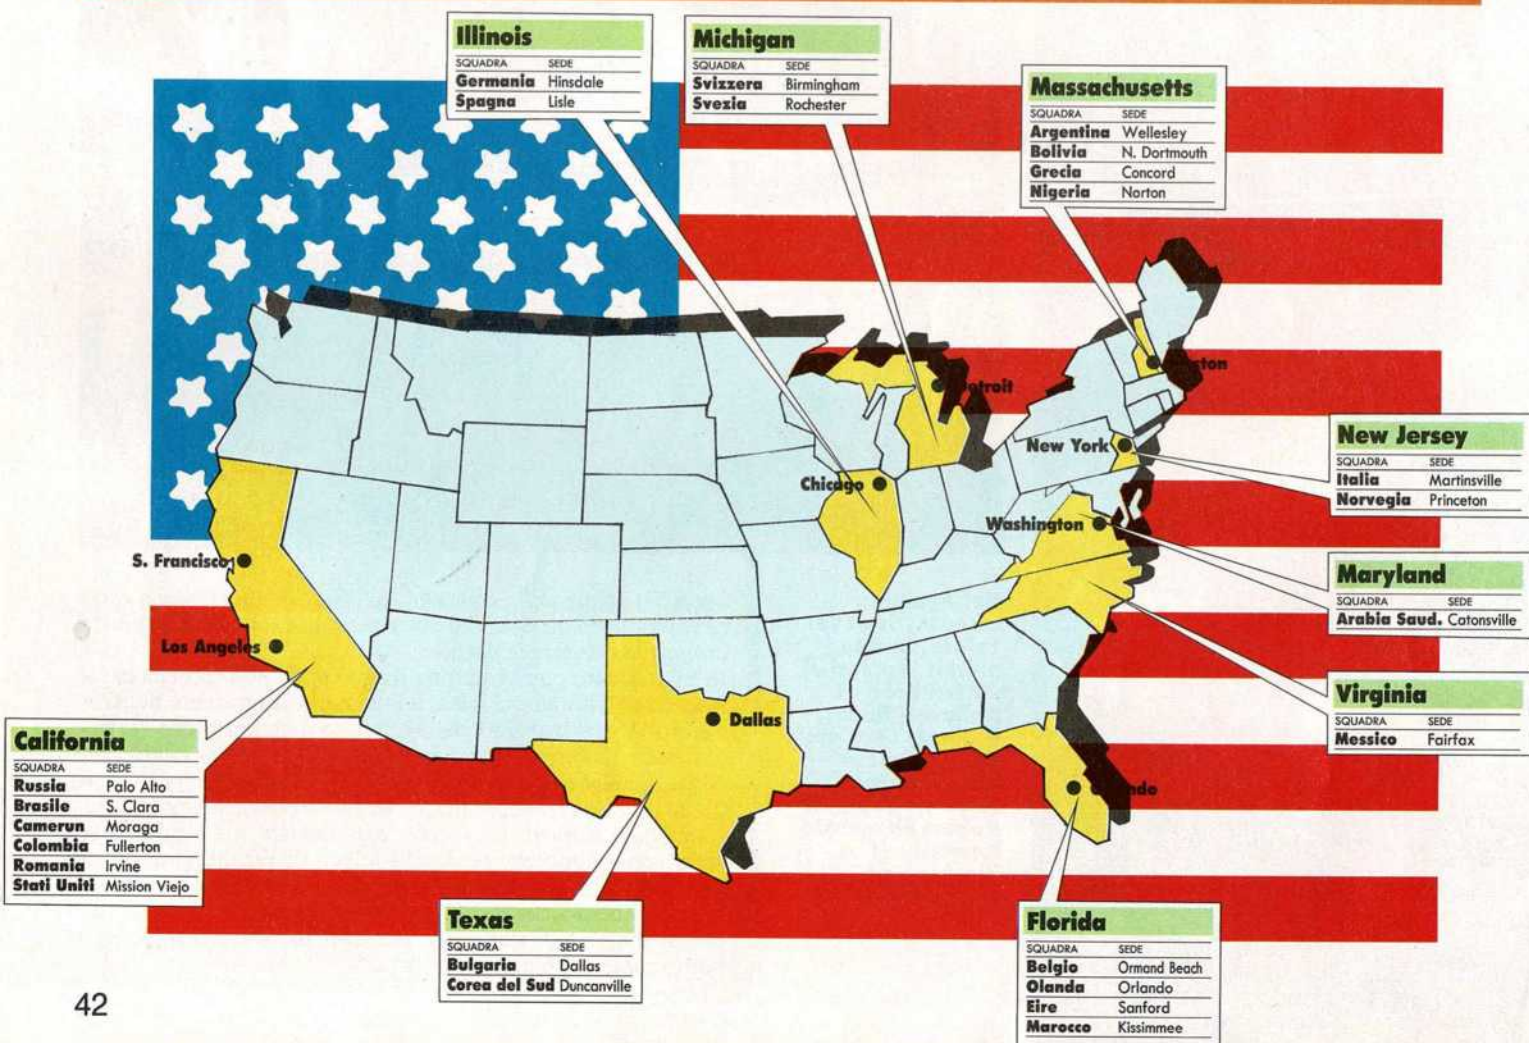 Illinois
SQUADRA SEDE
Germania Hinsdale
Spagna Lisle
Michigan
SQUADRA SEDE
Svizzera Birmingham
Svezia Rochester
Massachusetts
SQUADRA SEDE
Argentina Wellesley
Bolivia N. Dortmouth
Grecia Concord
Nigeria Norton
New York
Chicago
Washington
S. Francisco
Los Angeles
Dallas
New Jersey
SQUADRA SEDE
Italia Martinsville
Norvegia Princeton
Maryland
SQUADRA SEDE
Arabia Saud. Catonsville
Virginia
SQUADRA SEDE
Messico Fairfax
California
SQUADRA SEDE
Russia Palo Alto
Brasile S. Clara
Camerun Moraga
Colombia Fullerton
Romania Irvine
Stati Uniti Mission Viejo
Texas
SQUADRA SEDE
Bulgaria Dallas
Corea del Sud Duncanville
Florida
SQUADRA SEDE
Belgio Ormand Beach
Olanda Orlando
Eire Sanford
Marocco Kissimmee
42